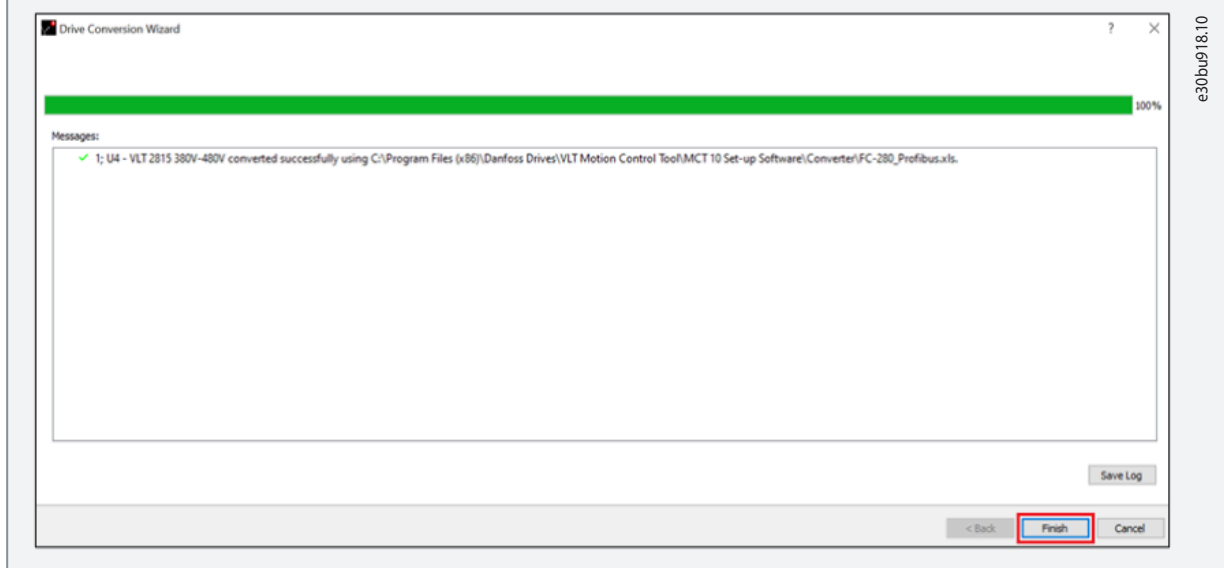 Drive Conversion Wizard
?
100%
Messages:
1; U4 - VLT 2815 380V-480V converted successfully using C:\Program Files (x86)\Danfoss Drives\VLT Motion Control Tool\MCT 10 Set-up Software\Converter\FC-280_Profibus.xls.
Save Log
< Back
Finish
Cancel
e30bu918.10